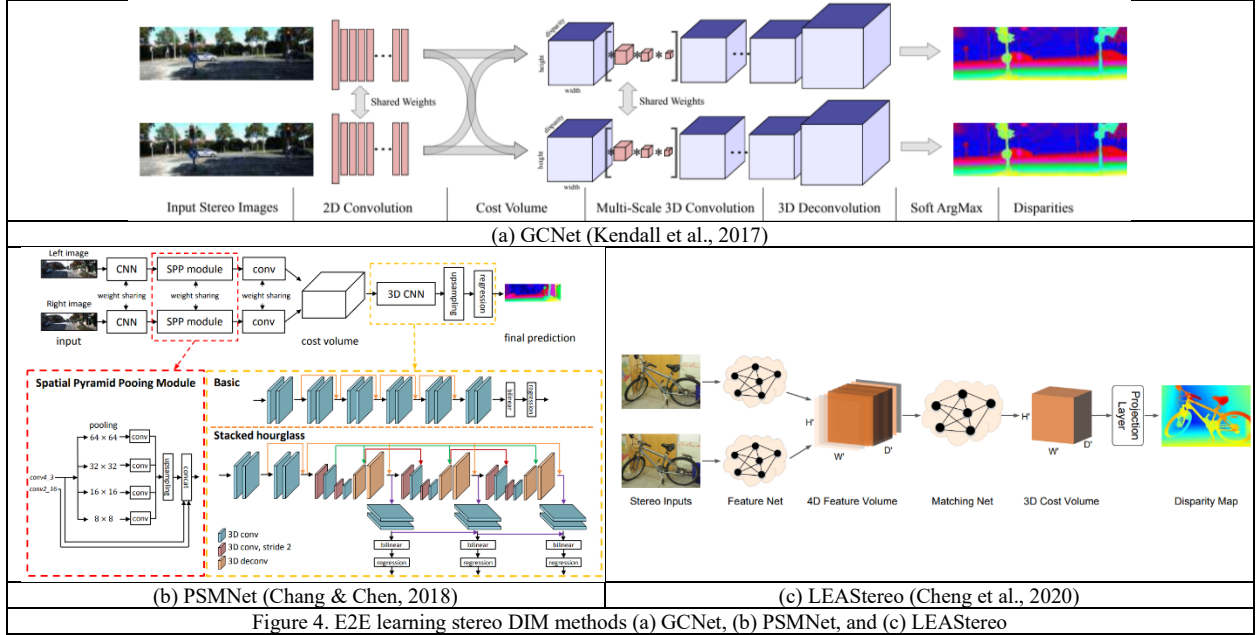 disparity
height
width
Shared Weights
Shared Weights
disparity
height
width
Input Stereo Images
2D Convolution
Cost Volume
Multi-Scale 3D Convolution
3D Deconvolution
Soft ArgMax
Disparities
(a) GCNet (Kendall et al., 2017)
Left image
CNN
SPP module
conv
weight sharing
weight sharing
weight sharing
Right image
CNN
SPP module
conv
input
cost volume
3D CNN
upsampling
regression
final prediction
Spatial Pyramid Pooing Module
pooling
64 × 64
conv
32 × 32
conv
16 × 16
conv
8 × 8
conv
conv4_3
conv2_16
upsampling
concat
Basic
bilinear
regression
Stacked hourglass
3D conv
3D conv, stride 2
3D deconv
bilinear
bilinear
bilinear
regression
regression
regression
(b) PSMNet (Chang & Chen, 2018)
Stereo Inputs
Feature Net
H'
W'
D'
4D Feature Volume
Matching Net
H'
W'
D'
3D Cost Volume
Projection
Layer
Disparity Map
(c) LEAStereo (Cheng et al., 2020)
Figure 4. E2E learning stereo DIM methods (a) GCNet, (b) PSMNet, and (c) LEAStereo